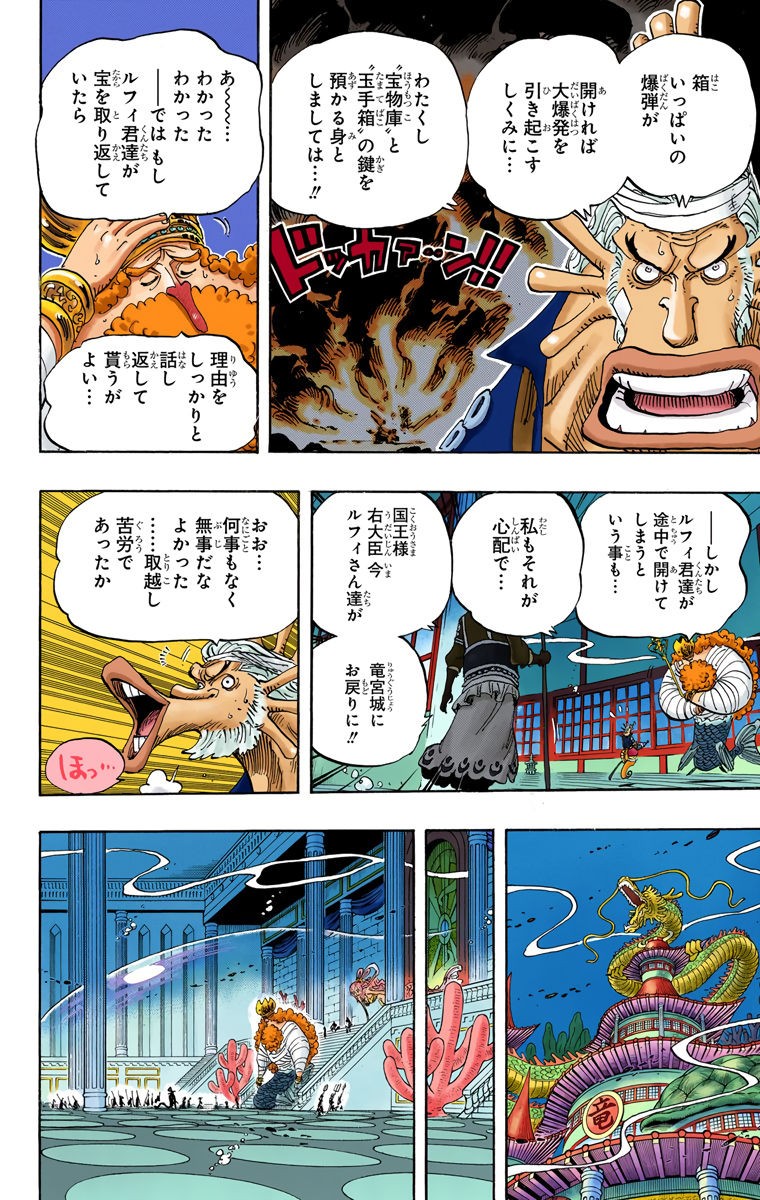 箱
いっぱいの
爆弾が
開ければ
大爆発を
引き起こす
しくみに…
わたくし
〝宝物庫〟と
〝玉手箱〟の鍵を
預かる身と
しましては…!!
ドッカァーン!!
あ〜〜〜…
わかった
わかった
──では もし
ルフィ君達が
宝を取り返して
いたら
理由を
しっかりと
話し
返して
貰うが
よい…
──しかし
ルフィ君達が
途中で開けて
しまうと
いう事も…
私もそれが
心配で…
国王様
右大臣 今
ルフィさん達が
竜宮城に
お戻りに!!
おお…
何事もなく
無事だな
よかった
……取越し
苦労で
あったか
ほっ…
竜